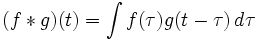 (f ∗ g)(t) = ∫ f(τ)g(t − τ) dτ